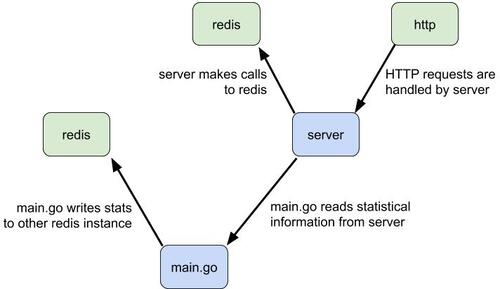 redis
http
server makes calls
to redis
HTTP requests are
handled by server
redis
server
main.go writes stats
to other redis instance
main.go reads statistical
information from server
main.go